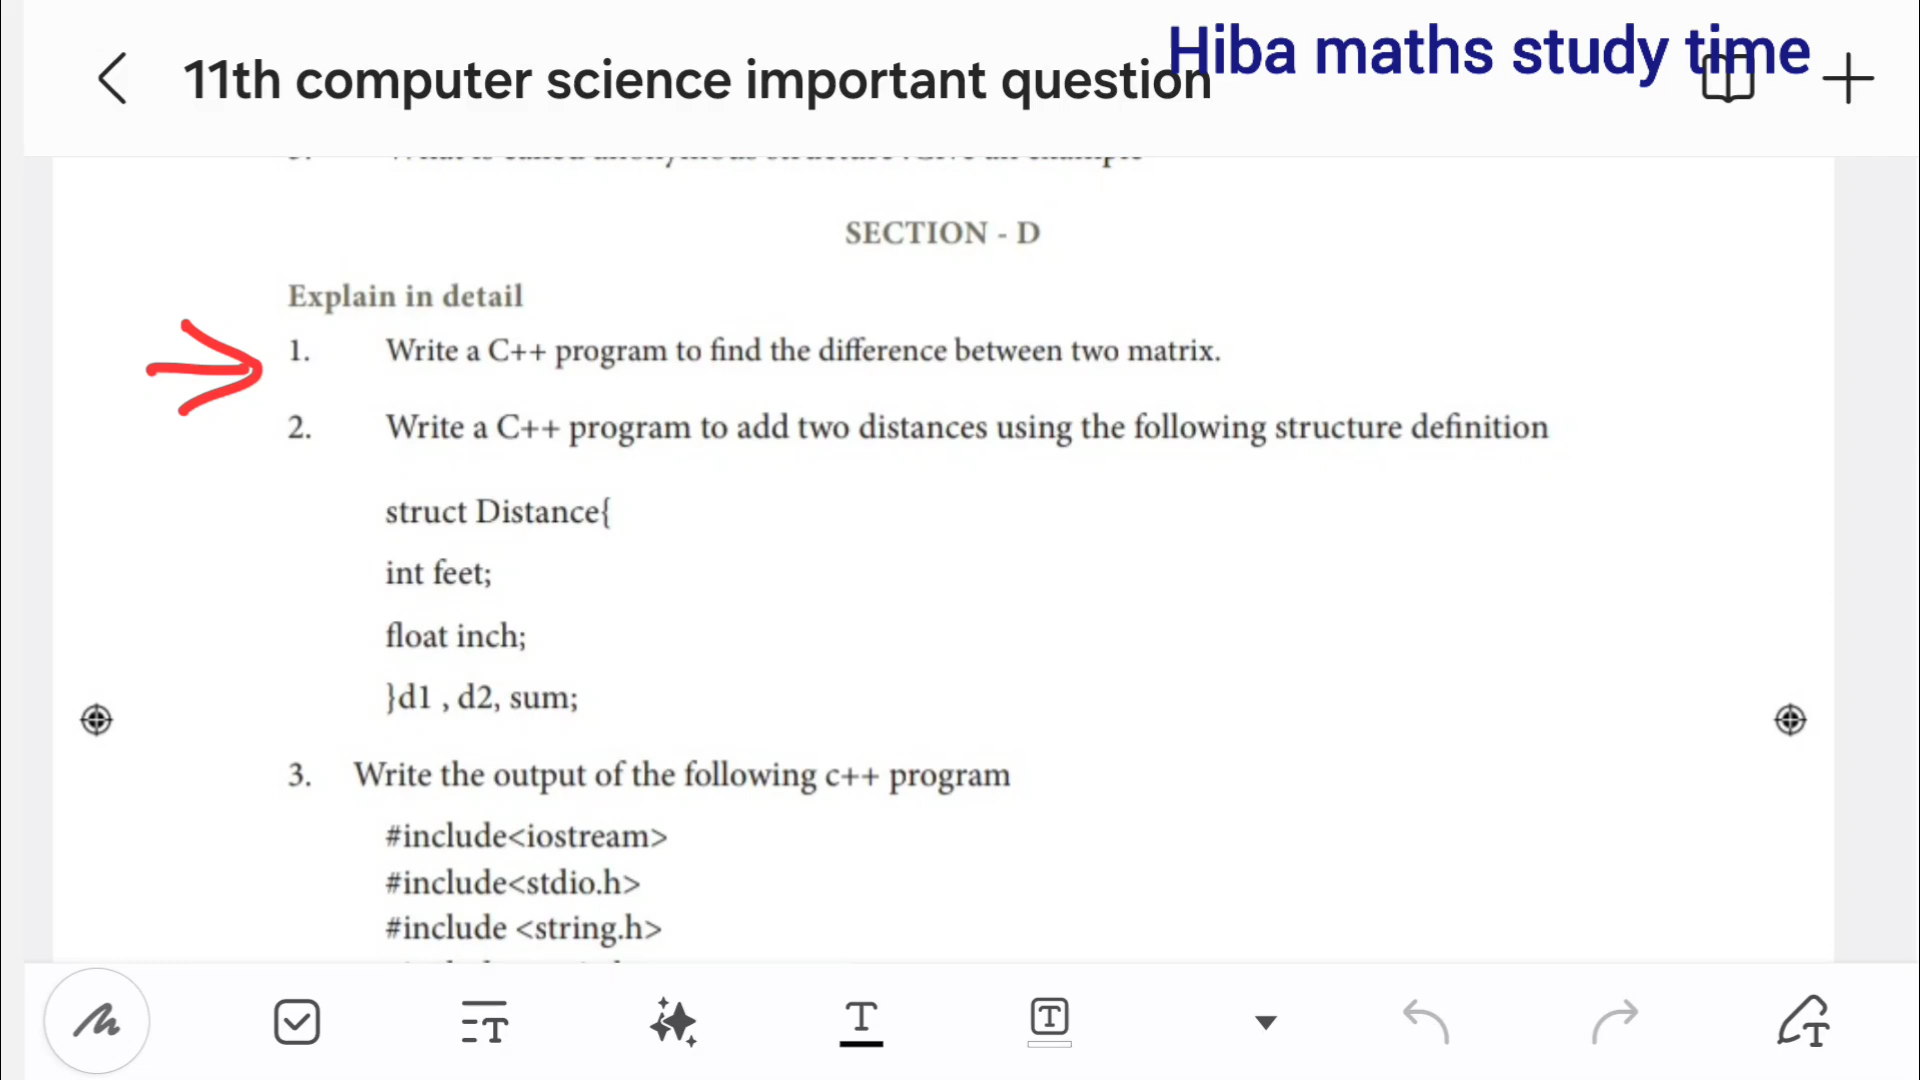 Hiba maths study time
11th computer science important question
SECTION - D
Explain in detail
1. Write a C++ program to find the difference between two matrix.
2. Write a C++ program to add two distances using the following structure definition
struct Distance{
int feet;
float inch;
}d1 , d2, sum;
3. Write the output of the following c++ program
#include<iostream>
#include<stdio.h>
#include <string.h>